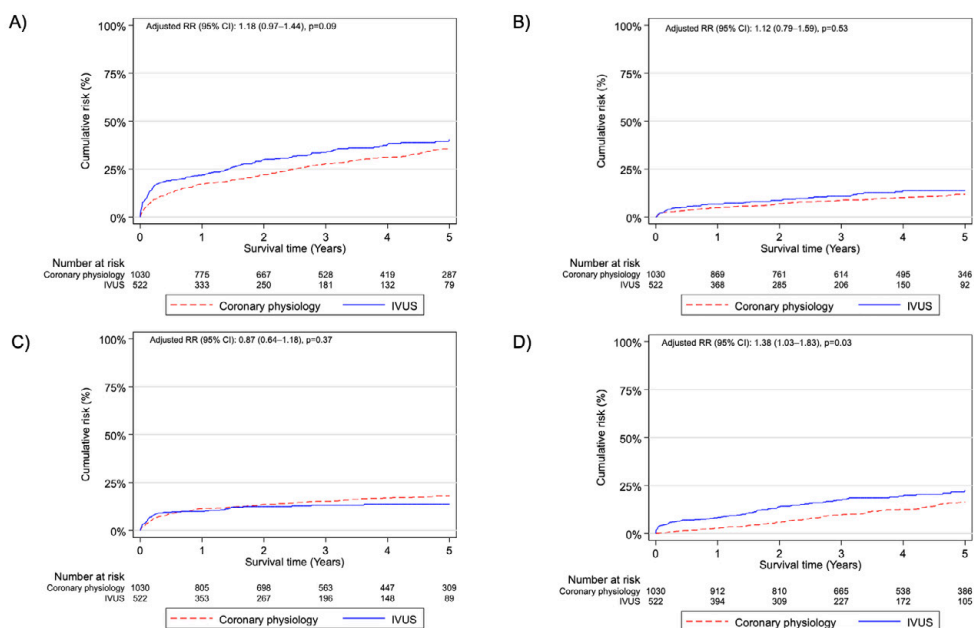 A)
Adjusted RR (95% CI): 1.18 (0.97–1.44), p=0.09
100%
75%
50%
25%
0%
Cumulative risk (%)
0 1 2 3 4 5
Survival time (Years)
Number at risk
Coronary physiology 1030 775 667 528 419 287
IVUS 522 333 250 181 132 79
Coronary physiology IVUS
B)
Adjusted RR (95% CI): 1.12 (0.79–1.59), p=0.53
100%
75%
50%
25%
0%
Cumulative risk (%)
0 1 2 3 4 5
Survival time (Years)
Number at risk
Coronary physiology 1030 869 761 614 495 346
IVUS 522 368 285 206 150 92
Coronary physiology IVUS
C)
Adjusted RR (95% CI): 0.87 (0.64–1.18), p=0.37
100%
75%
50%
25%
0%
Cumulative risk (%)
0 1 2 3 4 5
Survival time (Years)
Number at risk
Coronary physiology 1030 805 698 563 447 309
IVUS 522 353 267 196 148 89
Coronary physiology IVUS
D)
Adjusted RR (95% CI): 1.38 (1.03–1.83), p=0.03
100%
75%
50%
25%
0%
Cumulative risk (%)
0 1 2 3 4 5
Survival time (Years)
Number at risk
Coronary physiology 1030 912 810 665 538 386
IVUS 522 394 309 227 172 105
Coronary physiology IVUS